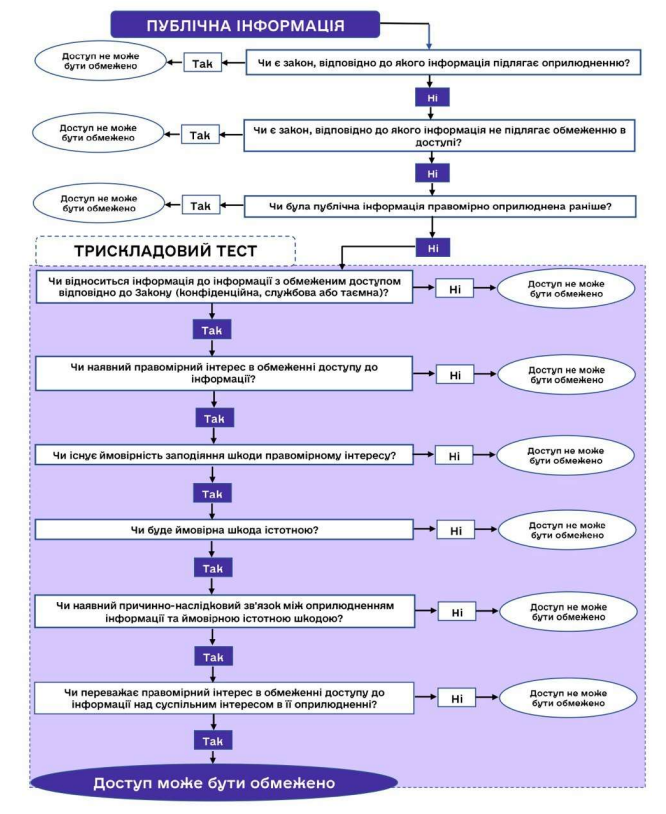 ПУБЛІЧНА ІНФОРМАЦІЯ
Чи є закон, відповідно до якого інформація підлягає оприлюдненню?
Так
Доступ не може
бути обмежено
Ні
Чи є закон, відповідно до якого інформація не підлягає обмеженню в
доступі?
Так
Доступ не може
бути обмежено
Ні
Чи була публічна інформація правомірно оприлюднена раніше?
Так
Доступ не може
бути обмежено
Ні
ТРИСКЛАДОВИЙ ТЕСТ
Чи відноситься інформація до інформації з обмеженим доступом
відповідно до Закону (конфіденційна, службова або таємна)?
Ні
Доступ не може
бути обмежено
Так
Чи наявний правомірний інтерес в обмеженні доступу до
інформації?
Ні
Доступ не може
бути обмежено
Так
Чи існує ймовірність заподіяння шкоди правомірному інтересу?
Ні
Доступ не може
бути обмежено
Так
Чи буде ймовірна шкода істотною?
Ні
Доступ не може
бути обмежено
Так
Чи наявний причинно-наслідковий зв'язок між оприлюдненням
інформації та ймовірною істотною шкодою?
Ні
Доступ не може
бути обмежено
Так
Чи переважає правомірний інтерес в обмеженні доступу до
інформації над суспільним інтересом в її оприлюдненні?
Ні
Доступ не може
бути обмежено
Так
Доступ може бути обмежено